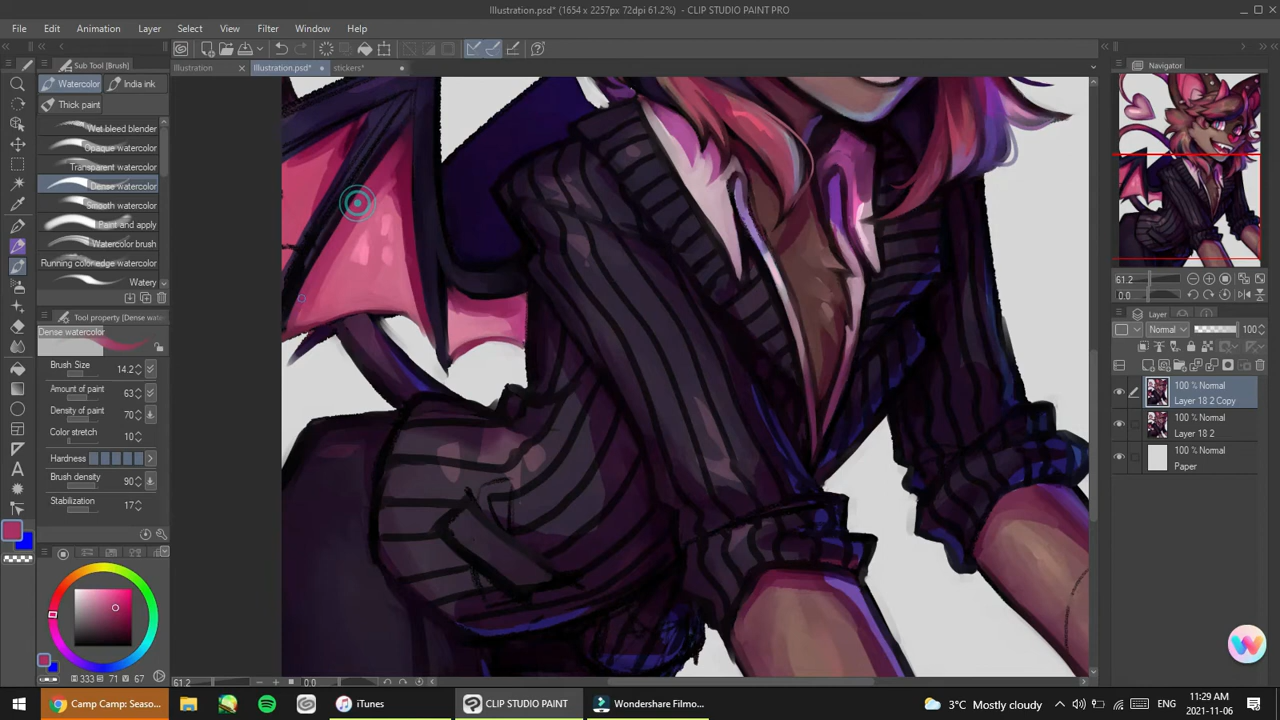 Illustration.psd* (1654 x 2257px 72dpi 61.2%) - CLIP STUDIO PAINT PRO
File Edit Animation Layer Select View Filter Window Help
Sub Tool [Brush]
Illustration Illustration.psd* stickers*
Navigator
Watercolor India ink
Thick paint
Wet bleed blender
Opaque watercolor
Transparent watercolor
Dense watercolor
Smooth watercolor
Paint and apply
Watercolor brush
Running color edge watercolor
Watery
Tool property [Dense water
Dense watercolor
Brush Size 14.2
Amount of paint 63
Density of paint 70
Color stretch 10
Hardness
Brush density 90
Stabilization 17
61.2
0.0
Layer
Normal 100
100 % Normal
Layer 18 2 Copy
100 % Normal
Layer 18 2
100 % Normal
Paper
333 71 67
61.2 0.0
Camp Camp: Seaso...
iTunes
CLIP STUDIO PAINT
Wondershare Filmo...
3°C Mostly cloudy
ENG
11:29 AM
2021-11-06